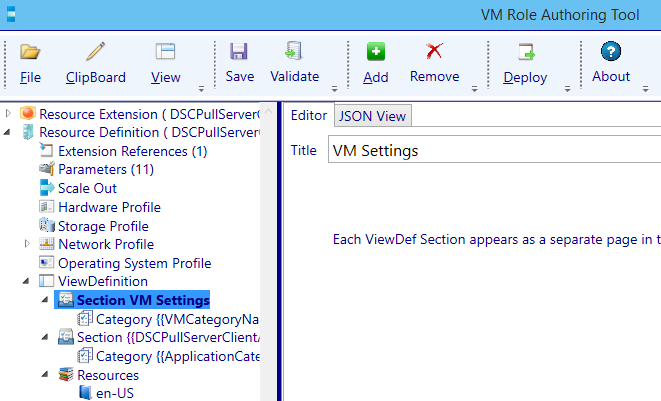 VM Role Authoring Tool
File ClipBoard View Save Validate Add Remove Deploy About
Resource Extension ( DSCPullServerC
Resource Definition ( DSCPullServerC
Extension References (1)
Parameters (11)
Scale Out
Hardware Profile
Storage Profile
Network Profile
Operating System Profile
ViewDefinition
Section VM Settings
Category {{VMCategoryNa
Section {{DSCPullServerClientA
Category {{ApplicationCate
Resources
en-US
Editor JSON View
Title VM Settings
Each ViewDef Section appears as a separate page in t